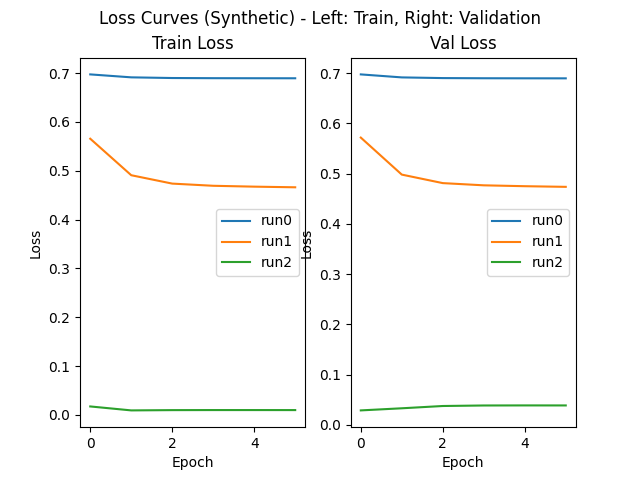 Loss Curves (Synthetic) - Left: Train, Right: Validation
Train Loss
Val Loss
0.7
0.6
0.5
0.4
0.3
0.2
0.1
0.0
Loss
run0
run1
run2
0
2
4
Epoch
0.7
0.6
0.5
0.4
0.3
0.2
0.1
0.0
Loss
run0
run1
run2
0
2
4
Epoch